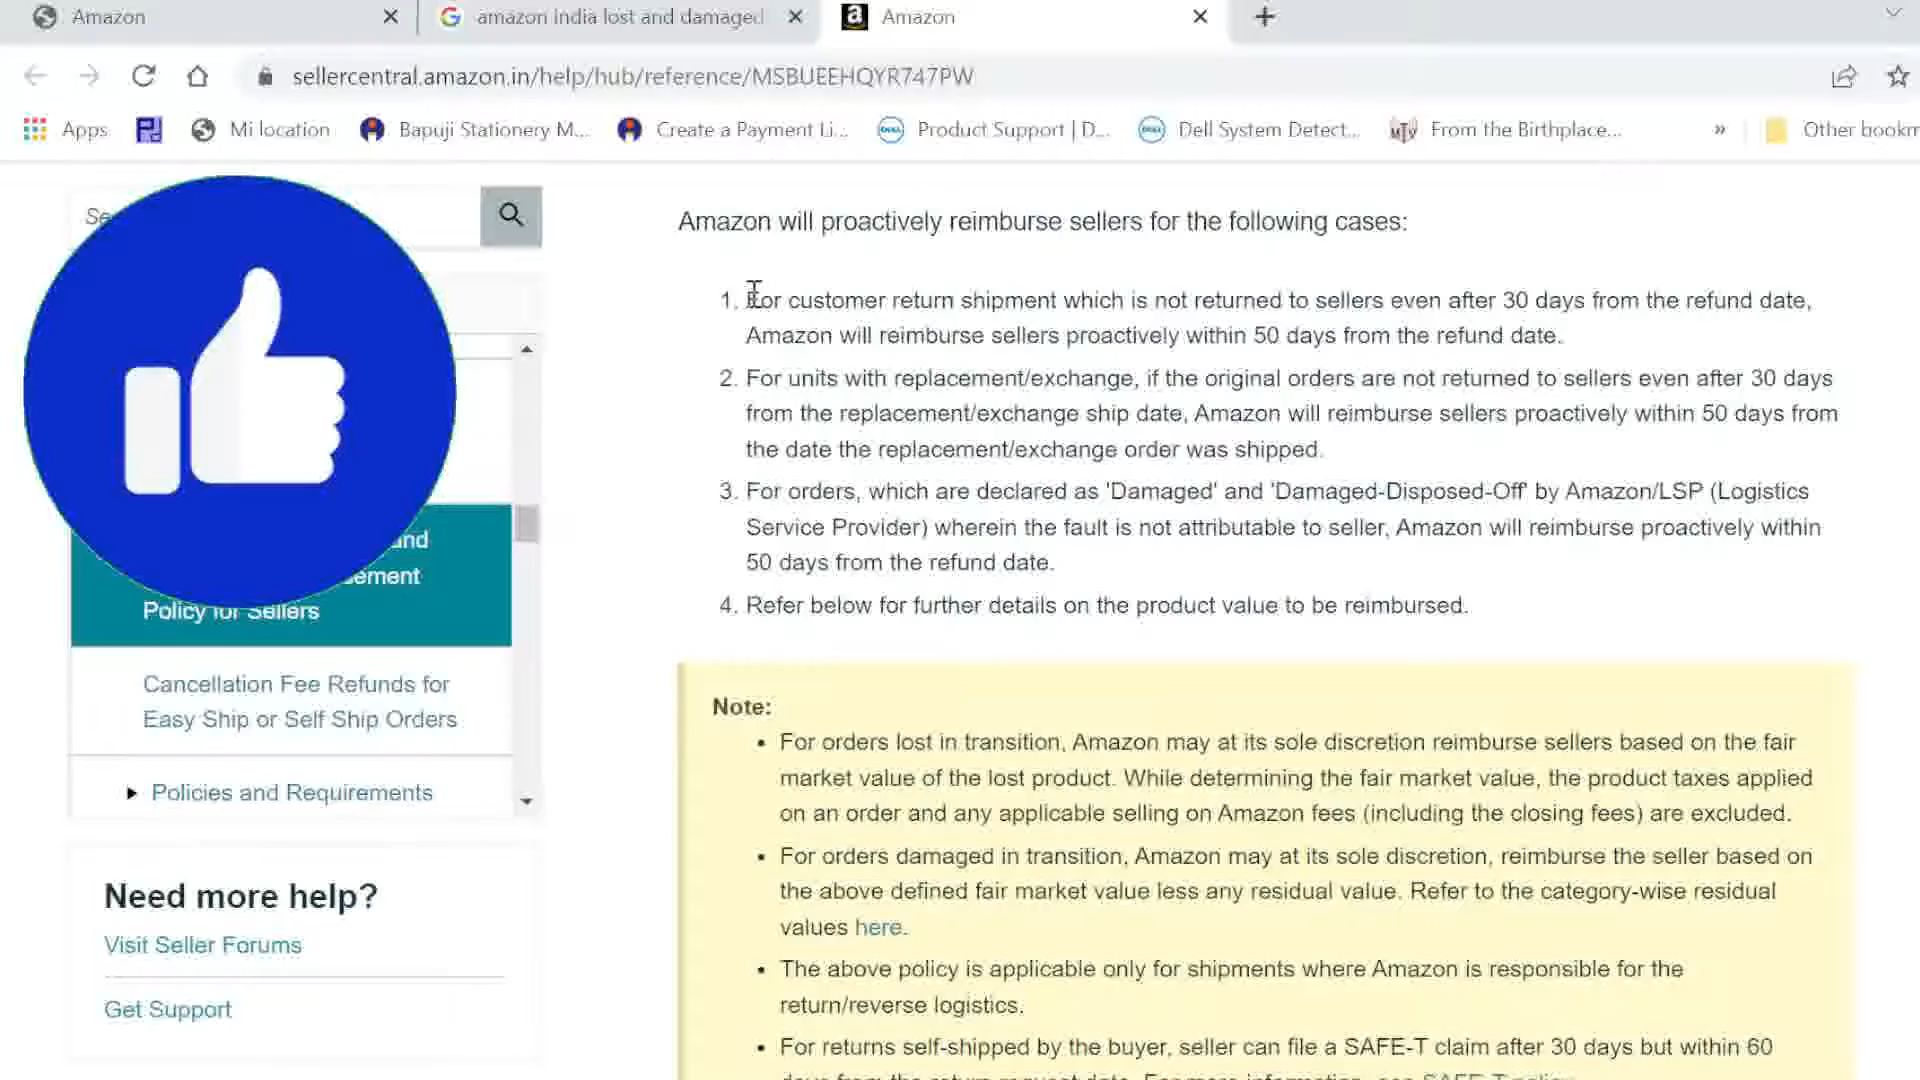 Amazon
amazon india lost and damaged
Amazon
sellercentral.amazon.in/help/hub/reference/MSBUEEHQYR747PW
Apps
Mi location
Bapuji Stationery M...
Create a Payment Li...
Product Support | D...
Dell System Detect...
From the Birthplace...
»
Other bookm
Se
and
ement
Policy for Sellers
Cancellation Fee Refunds for
Easy Ship or Self Ship Orders
Policies and Requirements
Need more help?
Visit Seller Forums
Get Support
Amazon will proactively reimburse sellers for the following cases:
1. For customer return shipment which is not returned to sellers even after 30 days from the refund date,
Amazon will reimburse sellers proactively within 50 days from the refund date.
2. For units with replacement/exchange, if the original orders are not returned to sellers even after 30 days
from the replacement/exchange ship date, Amazon will reimburse sellers proactively within 50 days from
the date the replacement/exchange order was shipped.
3. For orders, which are declared as 'Damaged' and 'Damaged-Disposed-Off' by Amazon/LSP (Logistics
Service Provider) wherein the fault is not attributable to seller, Amazon will reimburse proactively within
50 days from the refund date.
4. Refer below for further details on the product value to be reimbursed.
Note:
• For orders lost in transition, Amazon may at its sole discretion reimburse sellers based on the fair
market value of the lost product. While determining the fair market value, the product taxes applied
on an order and any applicable selling on Amazon fees (including the closing fees) are excluded.
• For orders damaged in transition, Amazon may at its sole discretion, reimburse the seller based on
the above defined fair market value less any residual value. Refer to the category-wise residual
values here.
• The above policy is applicable only for shipments where Amazon is responsible for the
return/reverse logistics.
• For returns self-shipped by the buyer, seller can file a SAFE-T claim after 30 days but within 60